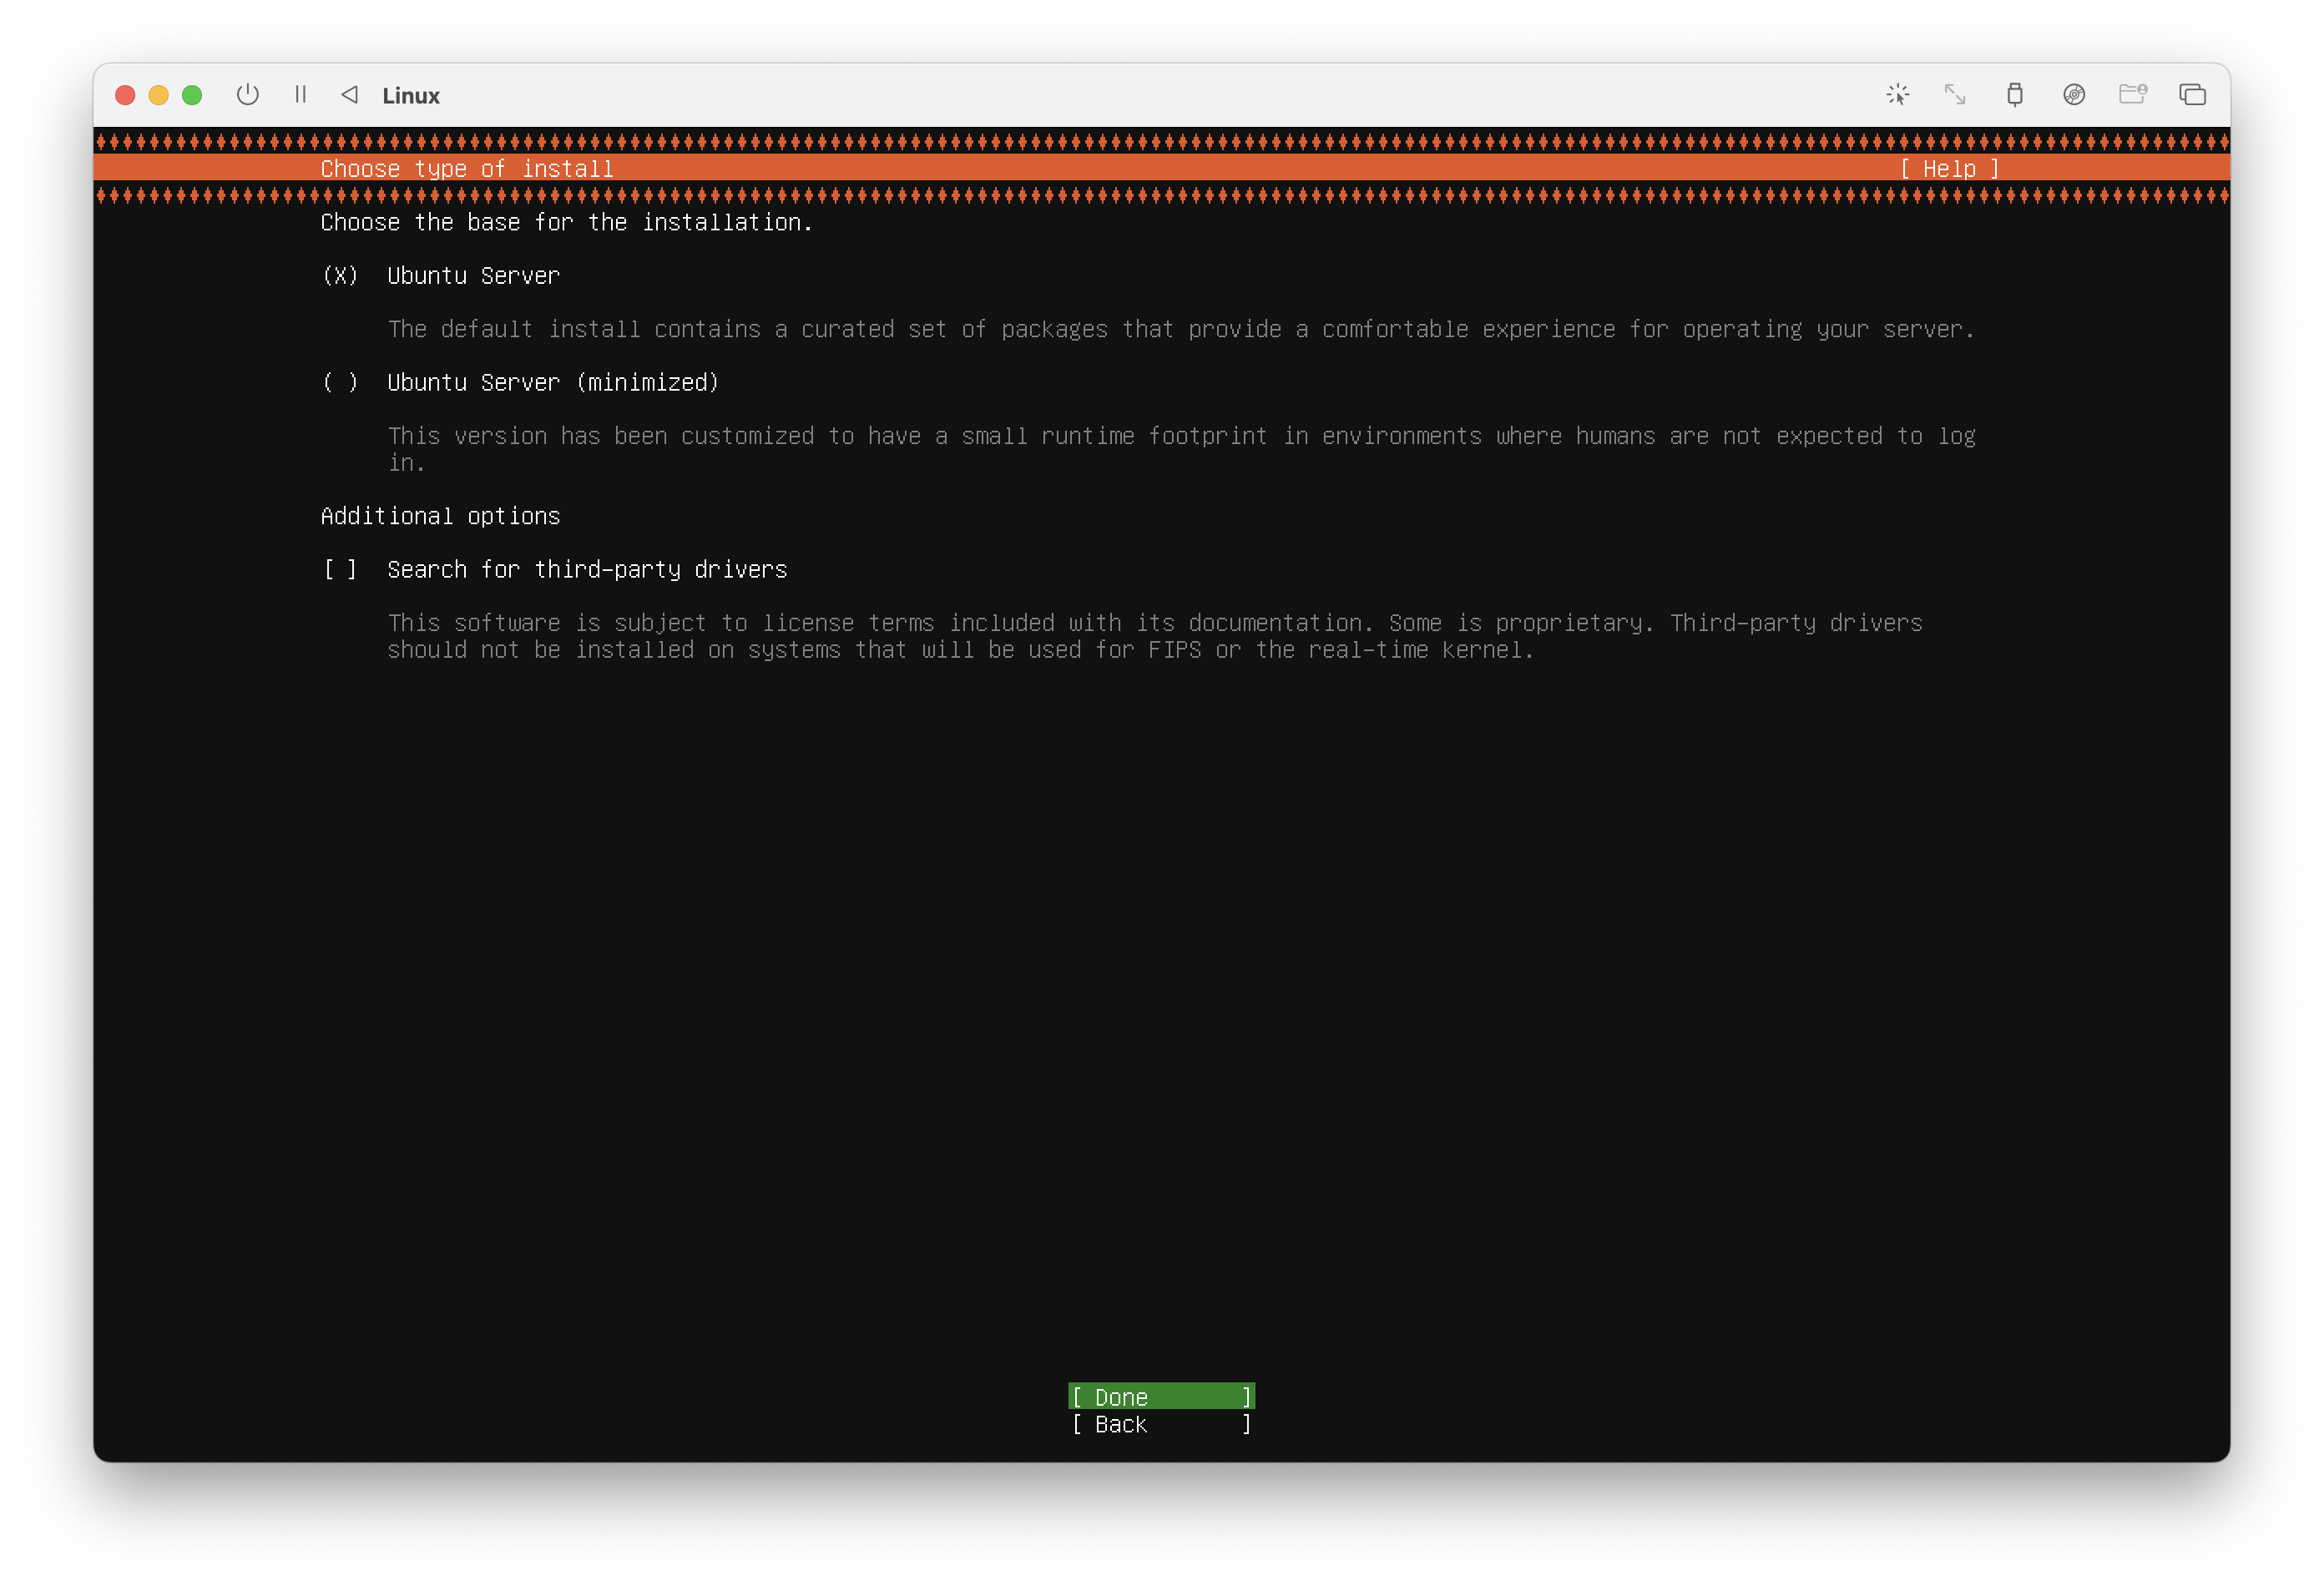 Linux
Choose type of install [ Help ]
Choose the base for the installation.
(X) Ubuntu Server
The default install contains a curated set of packages that provide a comfortable experience for operating your server.
( ) Ubuntu Server (minimized)
This version has been customized to have a small runtime footprint in environments where humans are not expected to log
in.
Additional options
[ ] Search for third-party drivers
This software is subject to license terms included with its documentation. Some is proprietary. Third-party drivers
should not be installed on systems that will be used for FIPS or the real-time kernel.
[ Done ]
[ Back ]